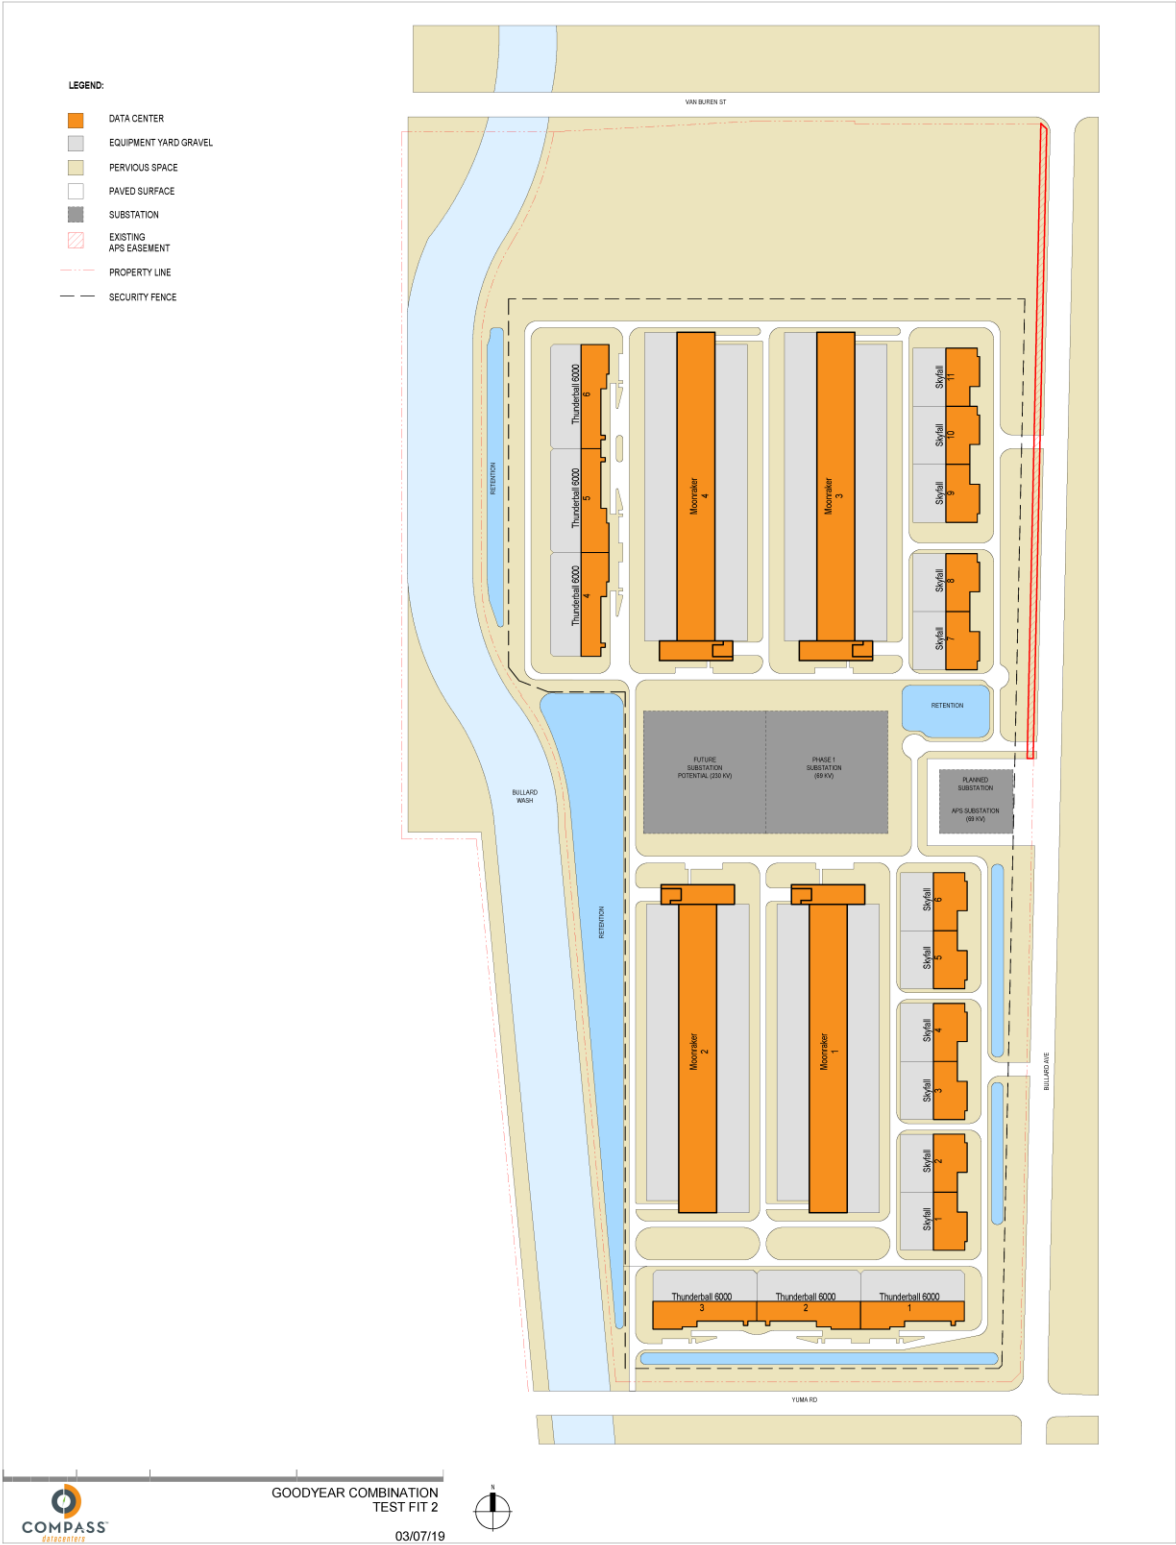 LEGEND:
DATA CENTER
EQUIPMENT YARD GRAVEL
PERVIOUS SPACE
PAVED SURFACE
SUBSTATION
EXISTING
APS EASEMENT
PROPERTY LINE
SECURITY FENCE
VAN BUREN ST
RETENTION
Thunderball 6000
6
Thunderball 6000
5
Thunderball 6000
4
Moonraker
4
Moonraker
3
Skyfall
11
Skyfall
10
Skyfall
9
Skyfall
8
Skyfall
7
RETENTION
FUTURE
SUBSTATION
POTENTIAL (230 KV)
PHASE 1
SUBSTATION
(69 KV)
PLANNED
SUBSTATION
APS SUBSTATION
(69 KV)
BULLARD
WASH
RETENTION
Moonraker
2
Moonraker
1
Skyfall
6
Skyfall
5
Skyfall
4
Skyfall
3
Skyfall
2
Skyfall
1
BULLARD AVE
Thunderball 6000
3
Thunderball 6000
2
Thunderball 6000
1
YUMA RD
GOODYEAR COMBINATION
TEST FIT 2
03/07/19
N
COMPASS
datacenters